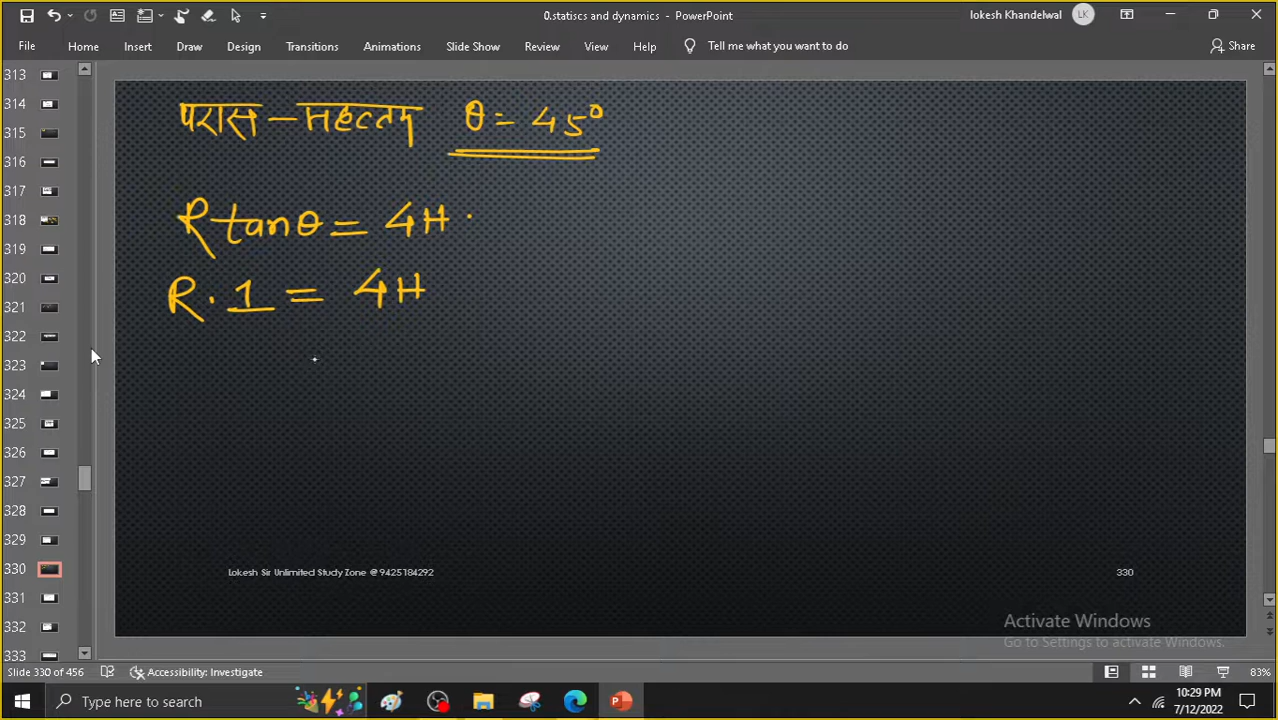 0.statiscs and dynamics - PowerPoint
lokesh Khandelwal LK
File Home Insert Draw Design Transitions Animations Slide Show Review View Help Tell me what you want to do Share
313
314
315
316
317
318
319
320
321
322
323
324
325
326
327
328
329
330
331
332
333
परास - महत्तम θ = 45°
R tanθ = 4H
R · 1 = 4H
Lokesh Sir Unlimited Study Zone @ 9425184292
330
Activate Windows
Go to Settings to activate Windows.
Slide 330 of 456 Accessibility: Investigate 83%
Type here to search
10:29 PM
7/12/2022